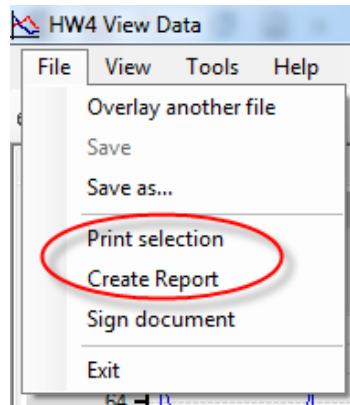 HW4 View Data
File View Tools Help
Overlay another file
Save
Save as...
Print selection
Create Report
Sign document
Exit
64